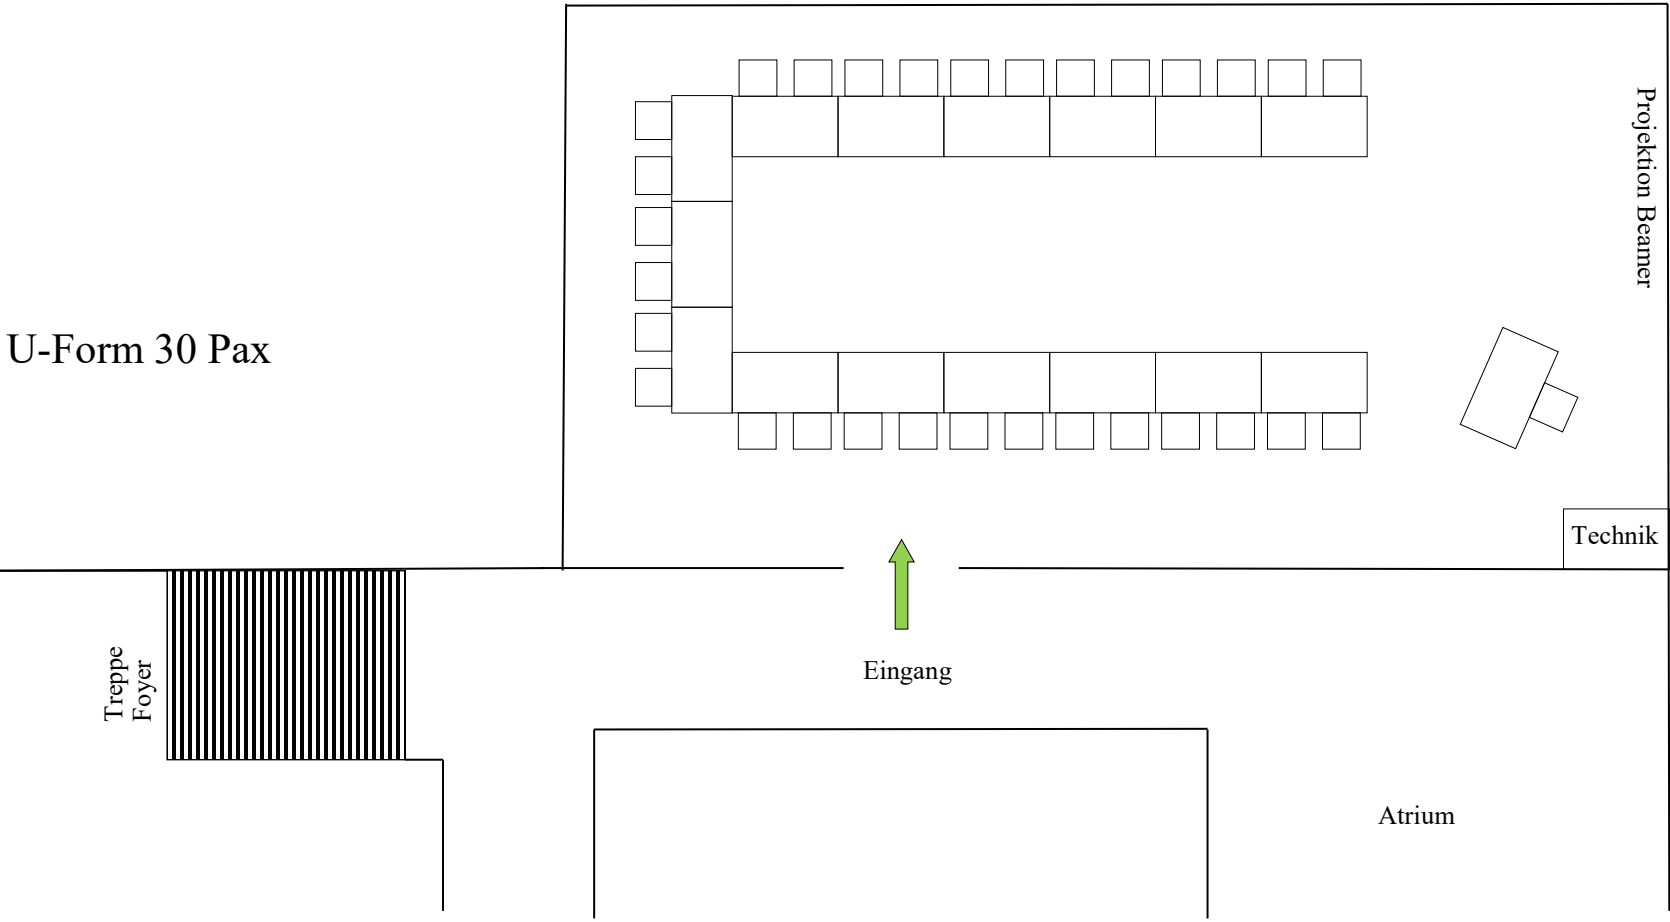 Projektion Beamer
U-Form 30 Pax
Technik
Treppe
Foyer
Eingang
Atrium